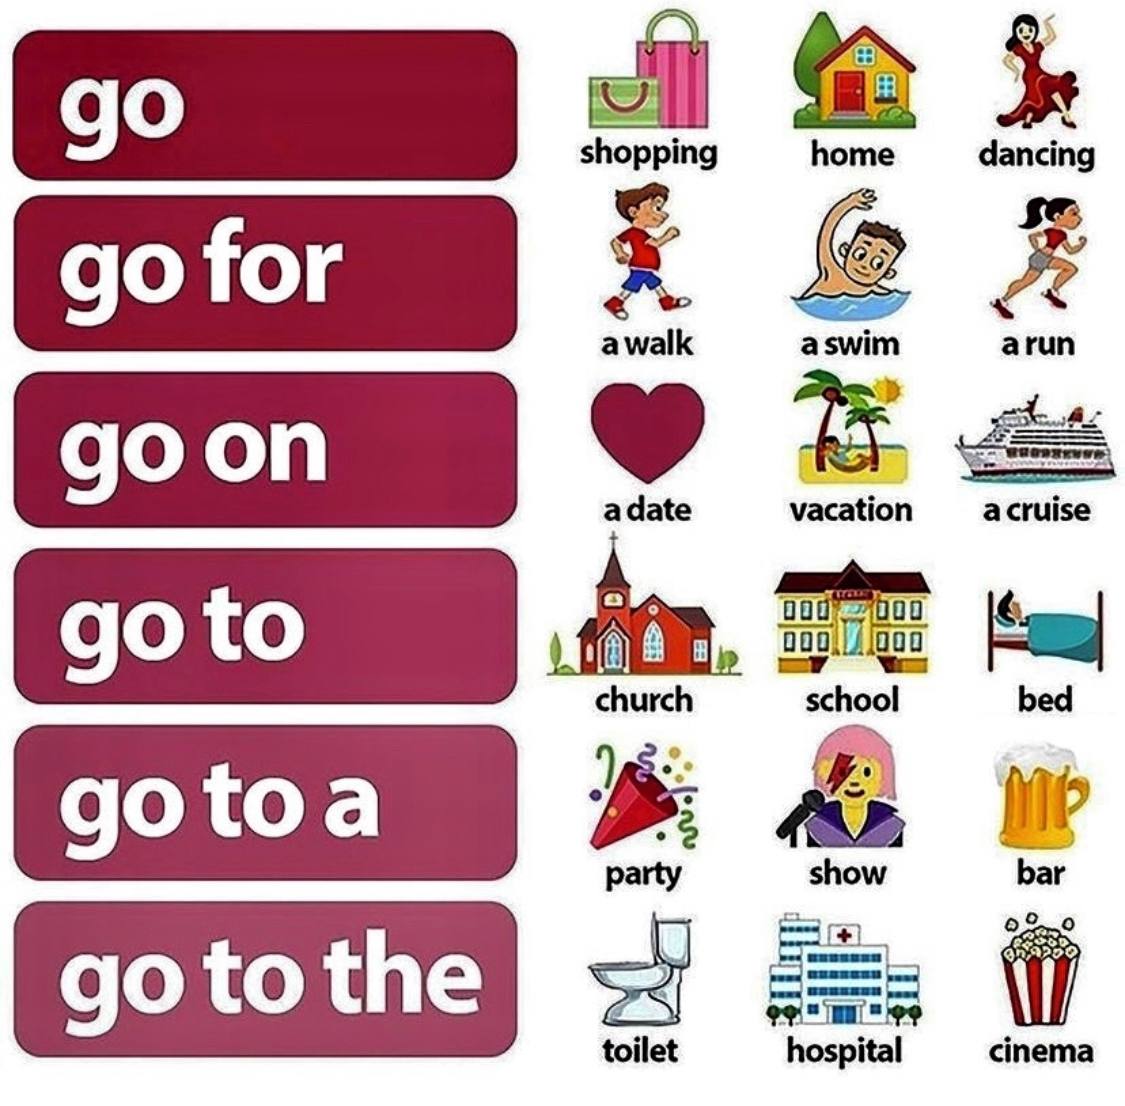 go
shopping home dancing
go for
a walk a swim a run
go on
a date vacation a cruise
go to
SCHOOL
church school bed
go to a
party show bar
go to the
toilet hospital cinema